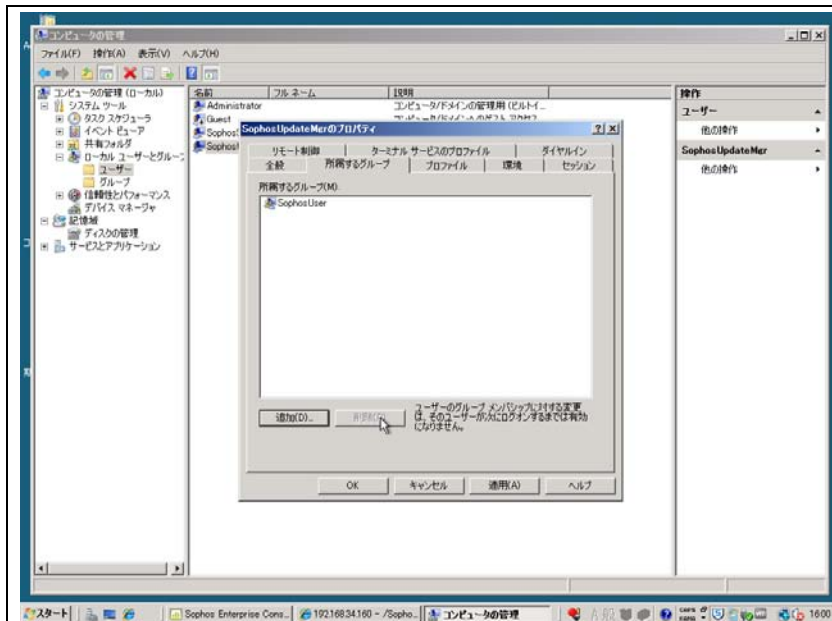 コンピュータの管理
ファイル(F) 操作(A) 表示(V) ヘルプ(H)
コンピュータの管理 (ローカル)
システム ツール
タスク スケジューラ
イベント ビューア
共有フォルダ
ローカル ユーザーとグループ
ユーザー
グループ
信頼性とパフォーマンス
デバイス マネージャ
記憶域
ディスクの管理
サービスとアプリケーション
名前 フル ネーム 説明
Administrator コンピュータ/ドメインの管理用 (ビルトイ...
Guest
操作
ユーザー
他の操作
SophosUpdateMgr
他の操作
SophosUpdateMgrのプロパティ
リモート制御 ターミナル サービスのプロファイル ダイヤルイン
全般 所属するグループ プロファイル 環境 セッション
所属するグループ(M):
SophosUser
追加(D)...
ユーザーのグループ メンバシップに対する変更
は、そのユーザーが次にログオンするまでは有効
になりません。
OK キャンセル 適用(A) ヘルプ
スタート Sophos Enterprise Cons... 192.168.34.160 - /Sopho... コンピュータの管理 A 般 CAPS KANA 16:00